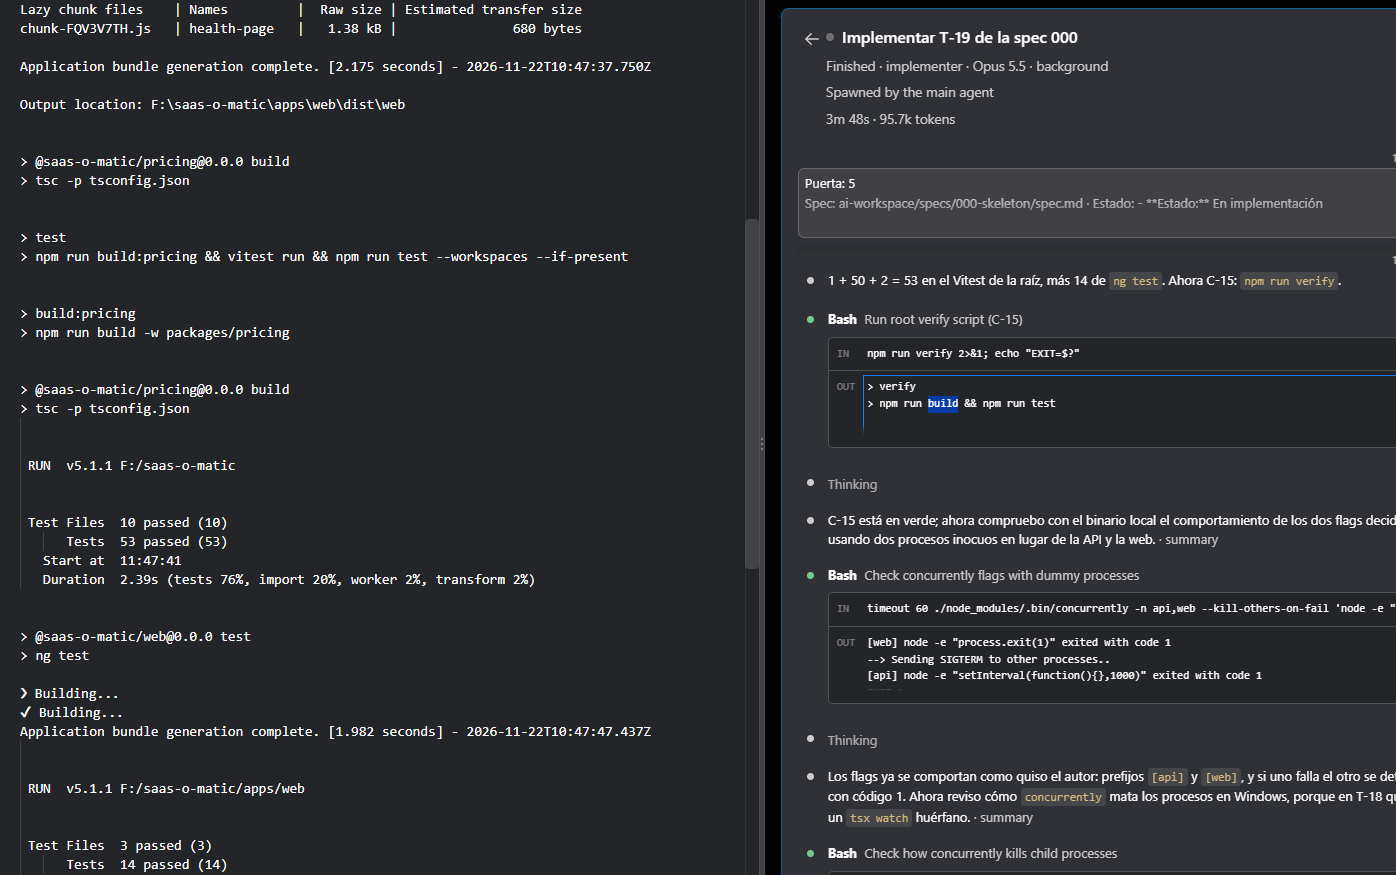 Lazy chunk files    | Names         |  Raw size | Estimated transfer size
chunk-FQV3V7TH.js   | health-page   |   1.38 kB |               680 bytes
Application bundle generation complete. [2.175 seconds] - 2026-11-22T10:47:37.750Z
Output location: F:\saas-o-matic\apps\web\dist\web
> @saas-o-matic/pricing@0.0.0 build
> tsc -p tsconfig.json
> test
> npm run build:pricing && vitest run && npm run test --workspaces --if-present
> build:pricing
> npm run build -w packages/pricing
> @saas-o-matic/pricing@0.0.0 build
> tsc -p tsconfig.json
RUN  v5.1.1 F:/saas-o-matic
Test Files  10 passed (10)
Tests  53 passed (53)
Start at  11:47:41
Duration  2.39s (tests 76%, import 20%, worker 2%, transform 2%)
> @saas-o-matic/web@0.0.0 test
> ng test
❯ Building...
✔ Building...
Application bundle generation complete. [1.982 seconds] - 2026-11-22T10:47:47.437Z
RUN  v5.1.1 F:/saas-o-matic/apps/web
Test Files  3 passed (3)
Tests  14 passed (14)
← Implementar T-19 de la spec 000
Finished · implementer · Opus 5.5 · background
Spawned by the main agent
3m 48s · 95.7k tokens
Puerta: 5
Spec: ai-workspace/specs/000-skeleton/spec.md · Estado: - **Estado:** En implementación
1 + 50 + 2 = 53 en el Vitest de la raíz, más 14 de ng test. Ahora C-15: npm run verify.
Bash Run root verify script (C-15)
IN npm run verify 2>&1; echo "EXIT=$?"
OUT > verify
> npm run build && npm run test
Thinking
C-15 está en verde; ahora compruebo con el binario local el comportamiento de los dos flags decid
usando dos procesos inocuos en lugar de la API y la web. · summary
Bash Check concurrently flags with dummy processes
IN timeout 60 ./node_modules/.bin/concurrently -n api,web --kill-others-on-fail 'node -e "
OUT [web] node -e "process.exit(1)" exited with code 1
--> Sending SIGTERM to other processes..
[api] node -e "setInterval(function(){},1000)" exited with code 1
Thinking
Los flags ya se comportan como quiso el autor: prefijos [api] y [web], y si uno falla el otro se det
con código 1. Ahora reviso cómo concurrently mata los procesos en Windows, porque en T-18 qu
un tsx watch huérfano. · summary
Bash Check how concurrently kills child processes